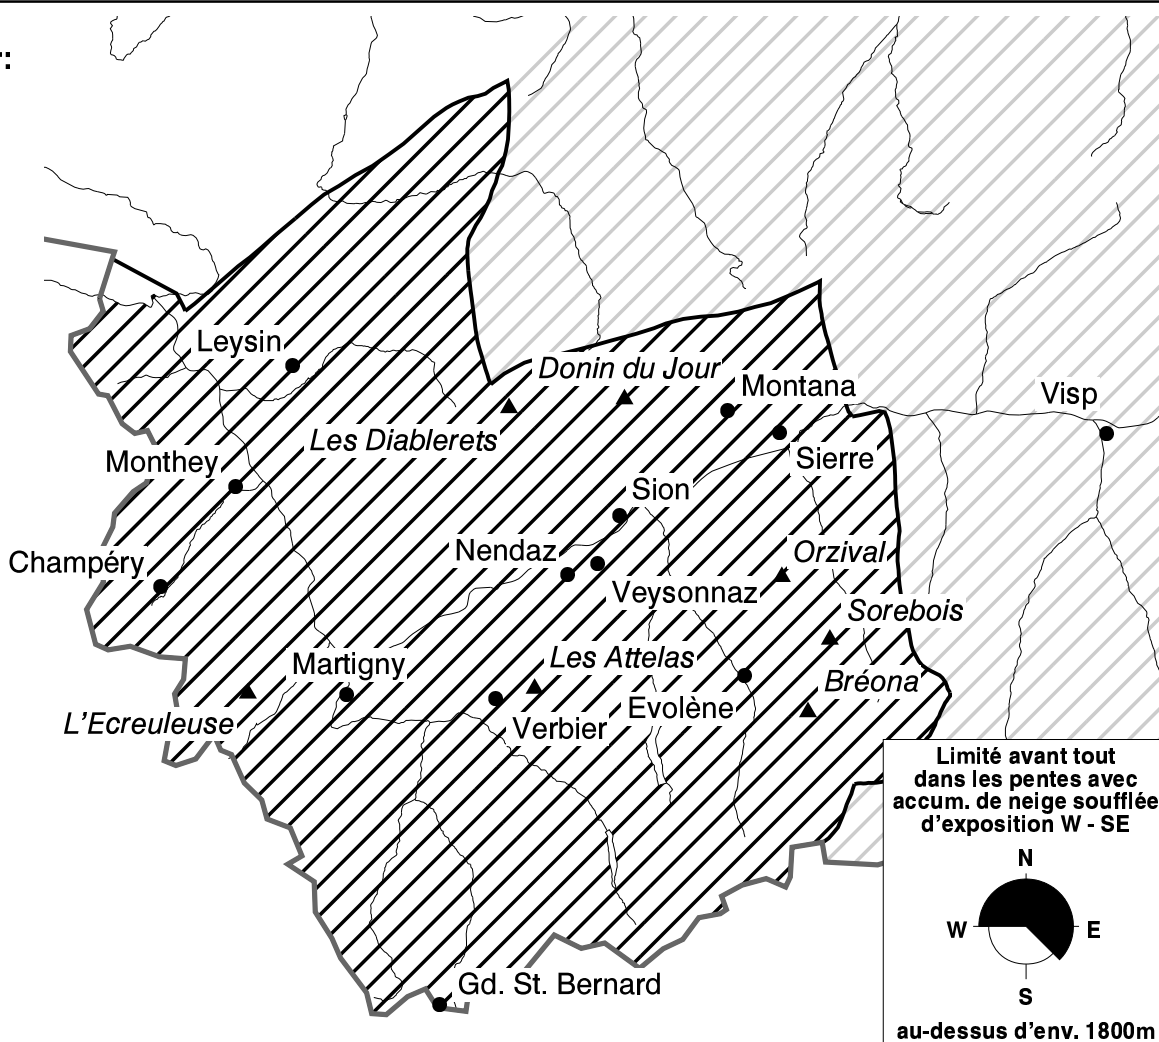 :
Leysin
Donin du Jour
Montana
Visp
Les Diablerets
Monthey
Sierre
Sion
Champéry
Nendaz
Orzival
Veysonnaz
Sorebois
Martigny
Les Attelas
Bréona
L'Ecreuleuse
Evolène
Verbier
Gd. St. Bernard
Limité avant tout
dans les pentes avec
accum. de neige soufflée
d'exposition W - SE
N
W E
S
au-dessus d'env. 1800m